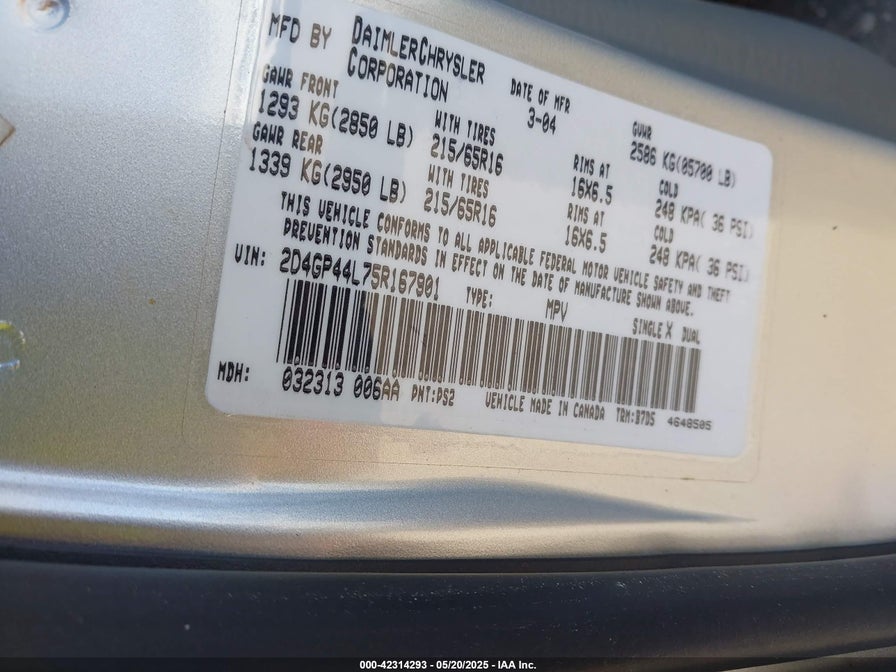 MFD BY DAIMLERCHRYSLER CORPORATION
DATE OF MFR 3-04
GVWR 2586 KG(05700 LB)
GAWR FRONT
1293 KG(2850 LB) WITH TIRES 215/65R16 RIMS AT 16X6.5 COLD 248 KPA( 36 PSI)
GAWR REAR
1339 KG(2950 LB) WITH TIRES 215/65R16 RIMS AT 16X6.5 COLD 248 KPA( 36 PSI)
THIS VEHICLE CONFORMS TO ALL APPLICABLE FEDERAL MOTOR VEHICLE SAFETY AND THEFT
PREVENTION STANDARDS IN EFFECT ON THE DATE OF MANUFACTURE SHOWN ABOVE.
VIN: 2D4GP44L75R167901 TYPE: MPV SINGLE X DUAL
MDH: 032313 006AA PNT:PS2 VEHICLE MADE IN CANADA TRM:B7D5 4648505
000-42314293 - 05/20/2025 - IAA Inc.